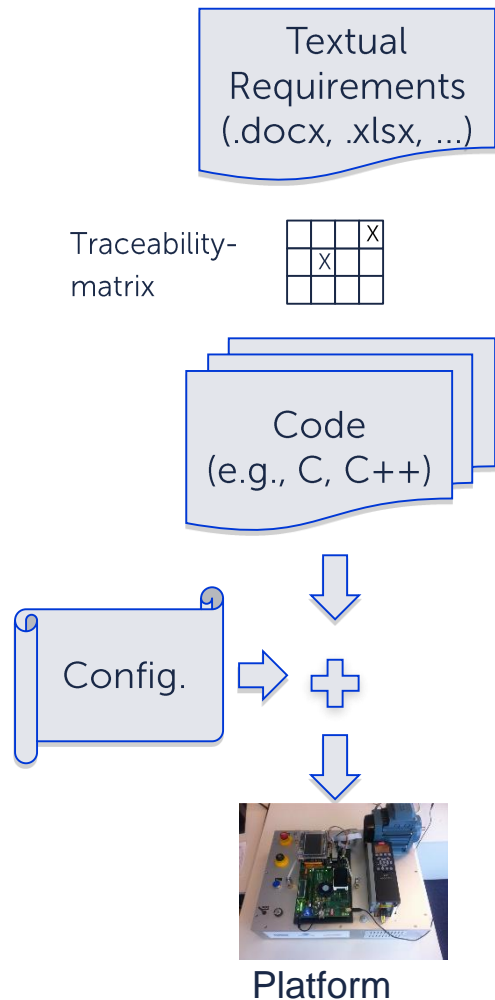 Textual
Requirements
(.docx, .xlsx, ...)
Traceability-
matrix
X
X
Code
(e.g., C, C++)
Config.
Platform